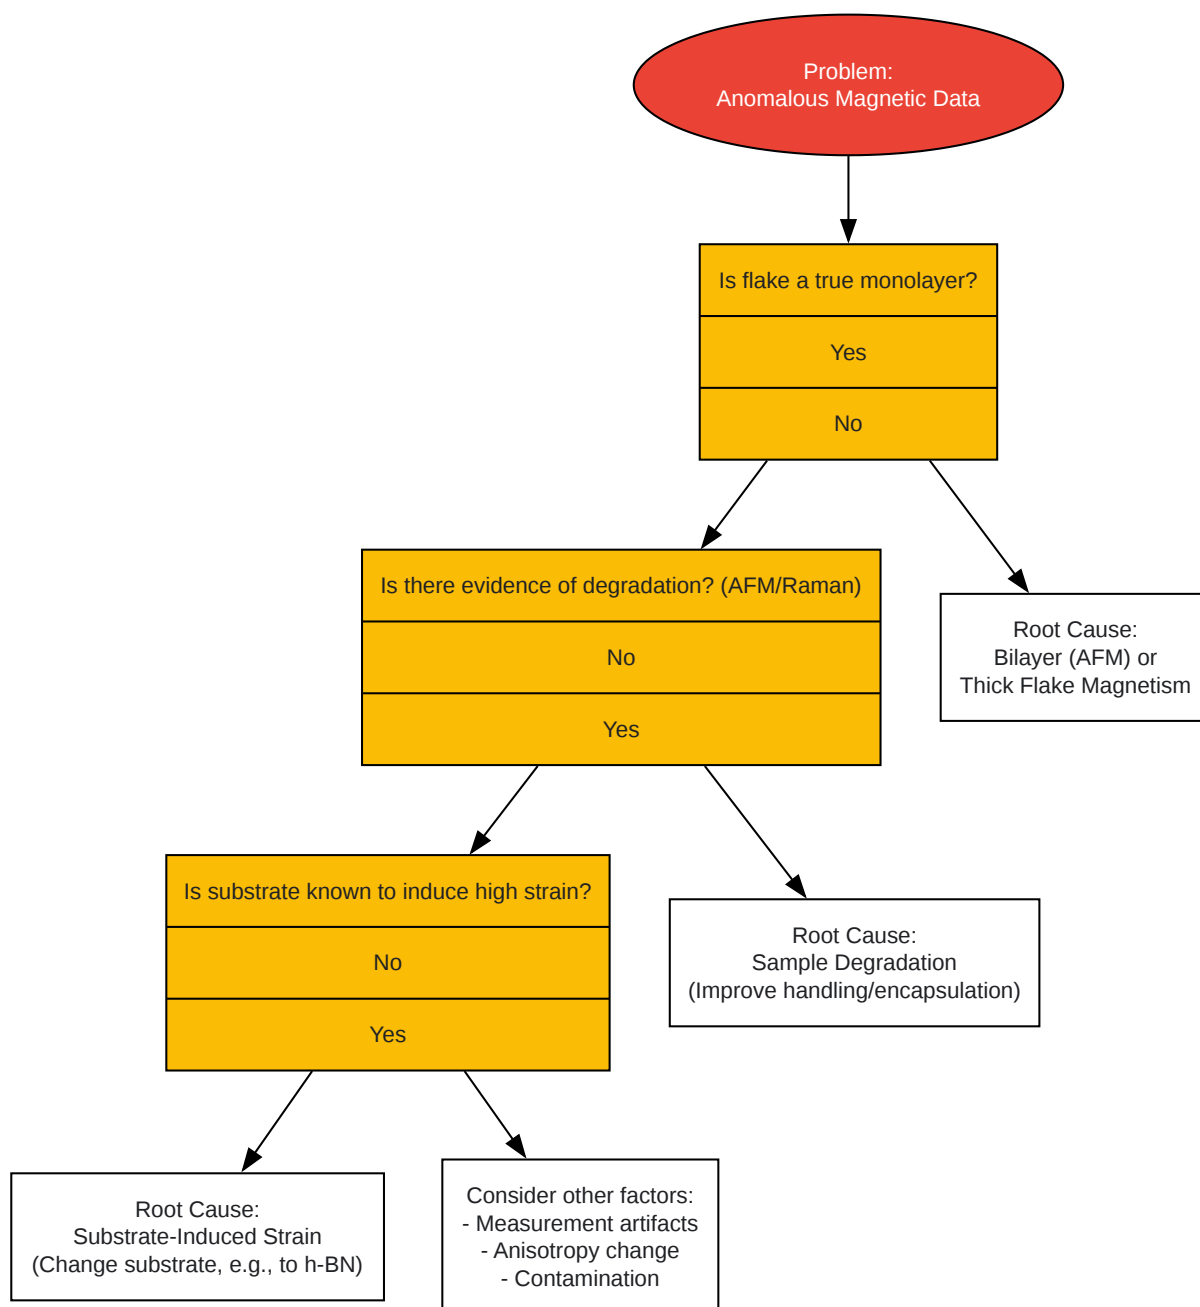 Problem:
Anomalous Magnetic Data
Is flake a true monolayer?
Yes
No
Is there evidence of degradation? (AFM/Raman)
No
Yes
Root Cause:
Bilayer (AFM) or
Thick Flake Magnetism
Is substrate known to induce high strain?
No
Yes
Root Cause:
Sample Degradation
(Improve handling/encapsulation)
Root Cause:
Substrate-Induced Strain
(Change substrate, e.g., to h-BN)
Consider other factors:
- Measurement artifacts
- Anisotropy change
- Contamination